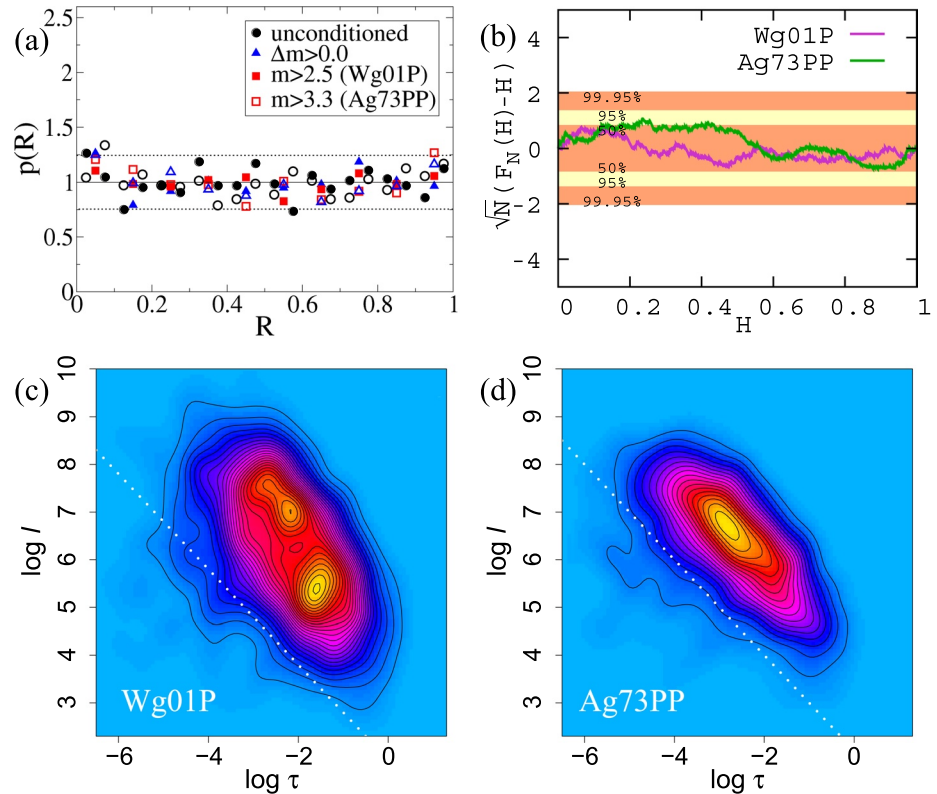 (a)
2.5
2
1.5
1
0.5
0
p(R)
unconditioned
Δm>0.0
m>2.5 (Wg01P)
m>3.3 (Ag73PP)
0 0.2 0.4 0.6 0.8 1
R
(b)
4
2
0
-2
-4
√N(F_N(H)-H)
Wg01P
Ag73PP
99.95%
95%
50%
50%
95%
99.95%
0 0.2 0.4 0.6 0.8 1
H
(c)
10
9
8
7
6
5
4
3
log I
Wg01P
−6 −4 −2 0
log τ
(d)
10
9
8
7
6
5
4
3
log I
Ag73PP
−6 −4 −2 0
log τ